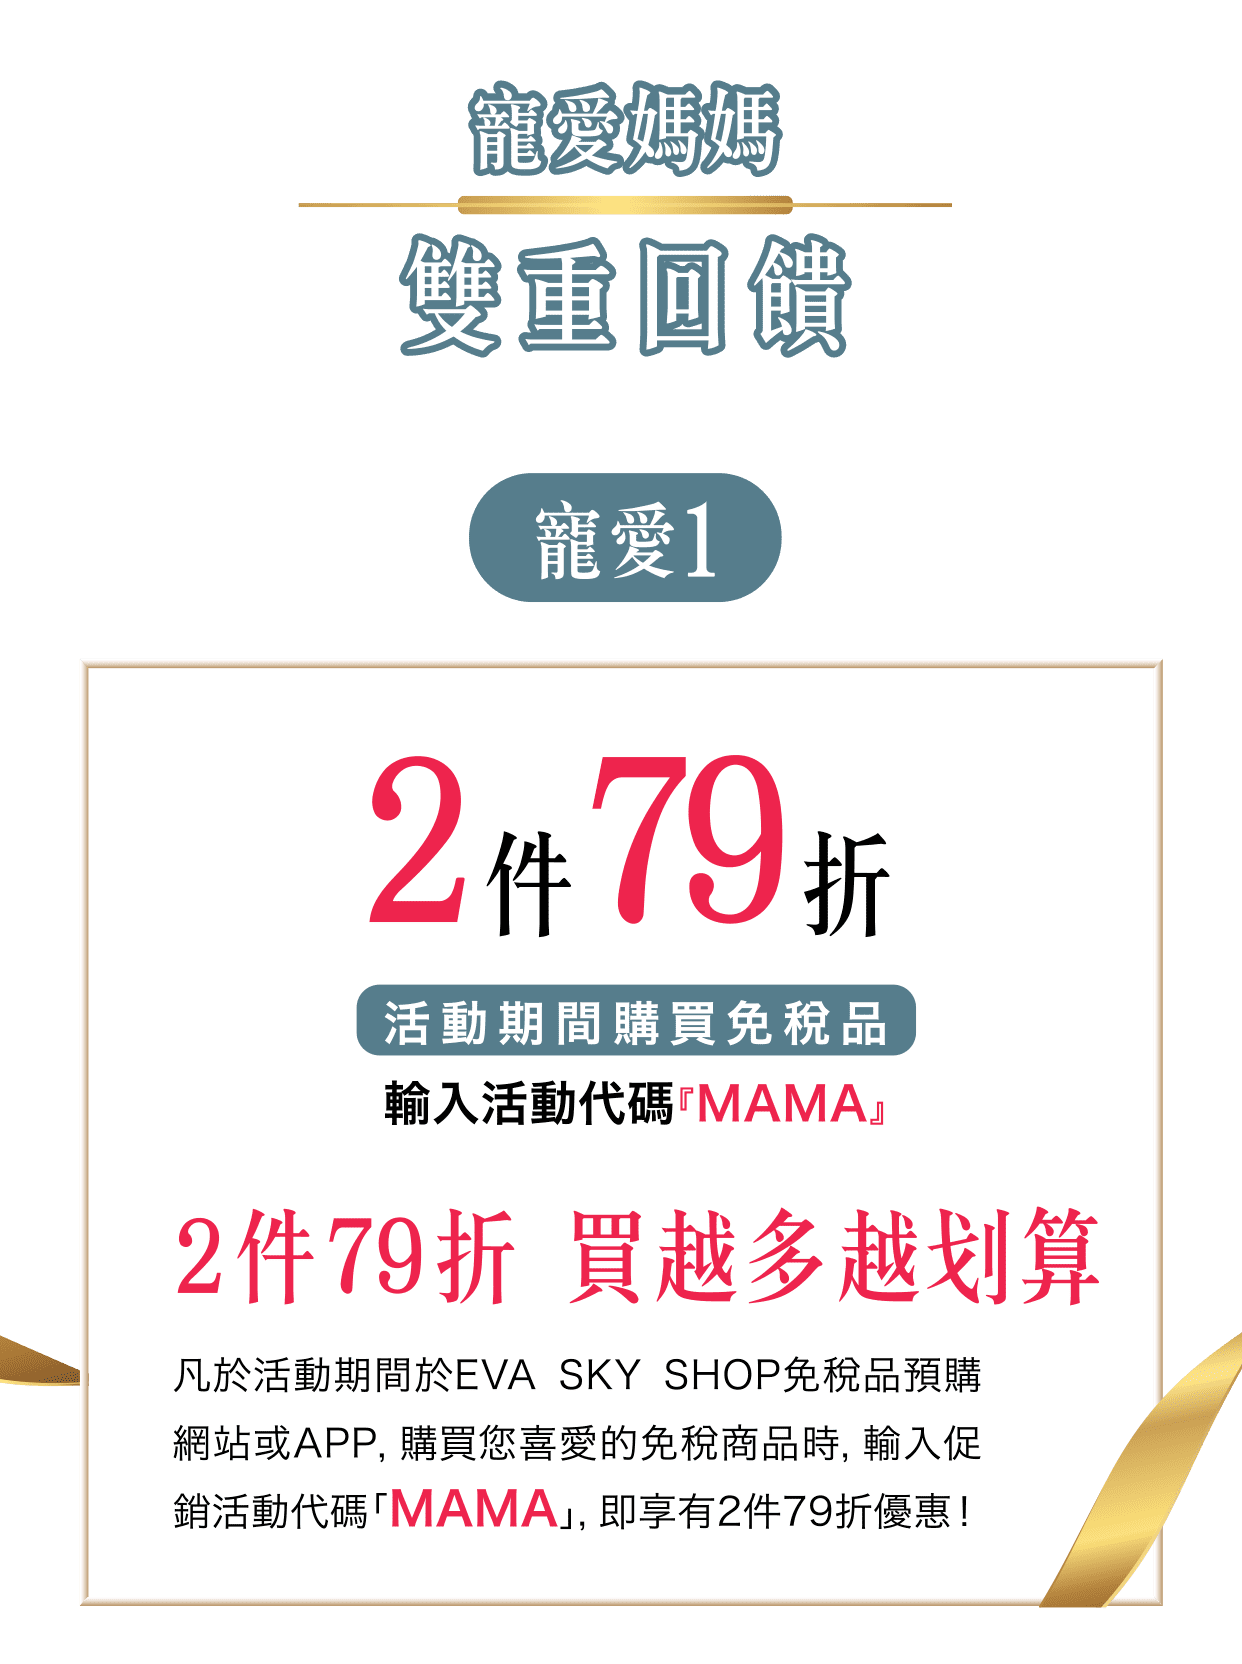 寵愛媽媽
雙重回饋
寵愛1
2件79折
活動期間購買免稅品
輸入活動代碼『MAMA』
2件79折 買越多越划算
凡於活動期間於EVA SKY SHOP免稅品預購
網站或APP, 購買您喜愛的免稅商品時, 輸入促
銷活動代碼「MAMA」, 即享有2件79折優惠!